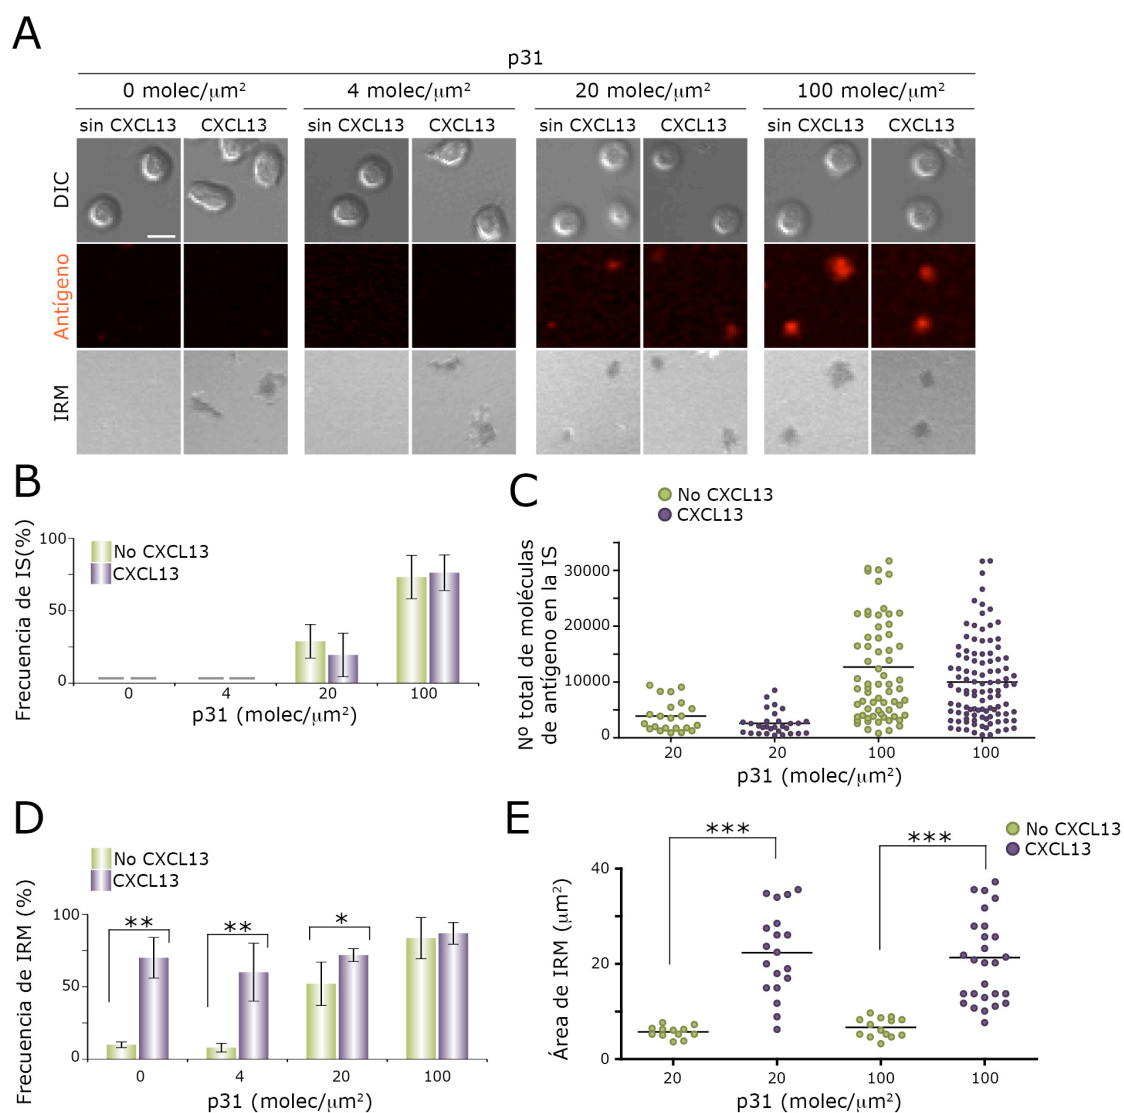 A
p31
0 molec/μm²
4 molec/μm²
20 molec/μm²
100 molec/μm²
sin CXCL13
CXCL13
sin CXCL13
CXCL13
sin CXCL13
CXCL13
sin CXCL13
CXCL13
DIC
Antígeno
IRM
B
Frecuencia de IS(%)
100
50
0
No CXCL13
CXCL13
0
4
20
100
p31 (molec/μm²)
C
No CXCL13
CXCL13
Nº total de moléculas
de antígeno en la IS
30000
20000
10000
0
20
20
100
100
p31 (molec/μm²)
D
No CXCL13
CXCL13
Frecuencia de IRM (%)
100
50
0
**
**
*
0
4
20
100
p31 (molec/μm²)
E
No CXCL13
CXCL13
***
***
Área de IRM (μm²)
40
20
0
20
20
100
100
p31 (molec/μm²)